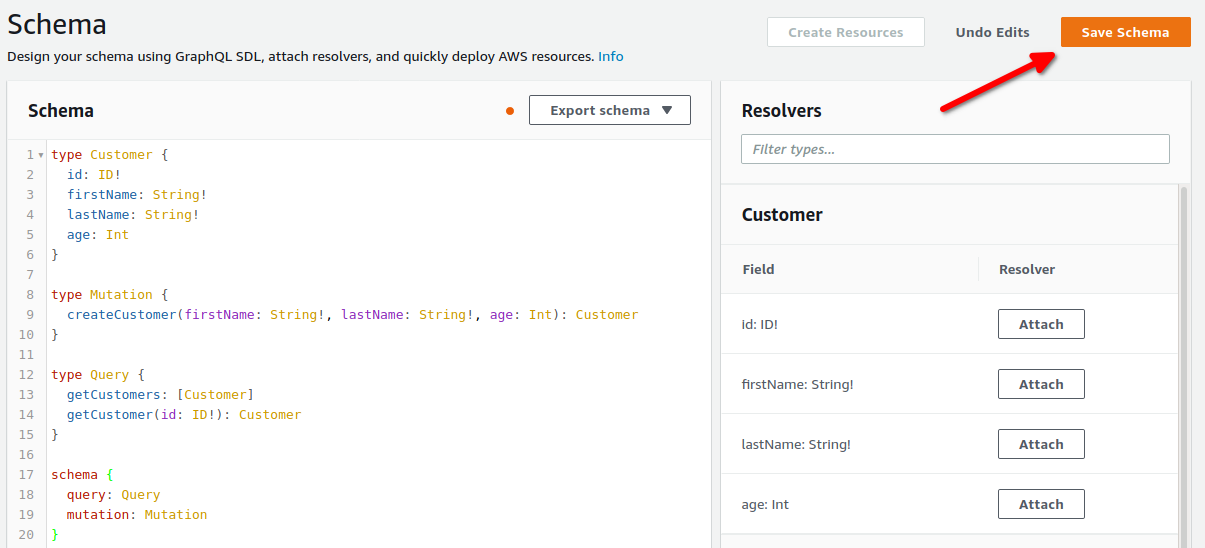 Schema
Create Resources
Undo Edits
Save Schema
Design your schema using GraphQL SDL, attach resolvers, and quickly deploy AWS resources. Info
Schema
Export schema
1 type Customer {
2   id: ID!
3   firstName: String!
4   lastName: String!
5   age: Int
6 }
7
8 type Mutation {
9   createCustomer(firstName: String!, lastName: String!, age: Int): Customer
10 }
11
12 type Query {
13   getCustomers: [Customer]
14   getCustomer(id: ID!): Customer
15 }
16
17 schema {
18   query: Query
19   mutation: Mutation
20 }
Resolvers
FIlter types...
Customer
Field Resolver
id: ID! Attach
firstName: String! Attach
lastName: String! Attach
age: Int Attach